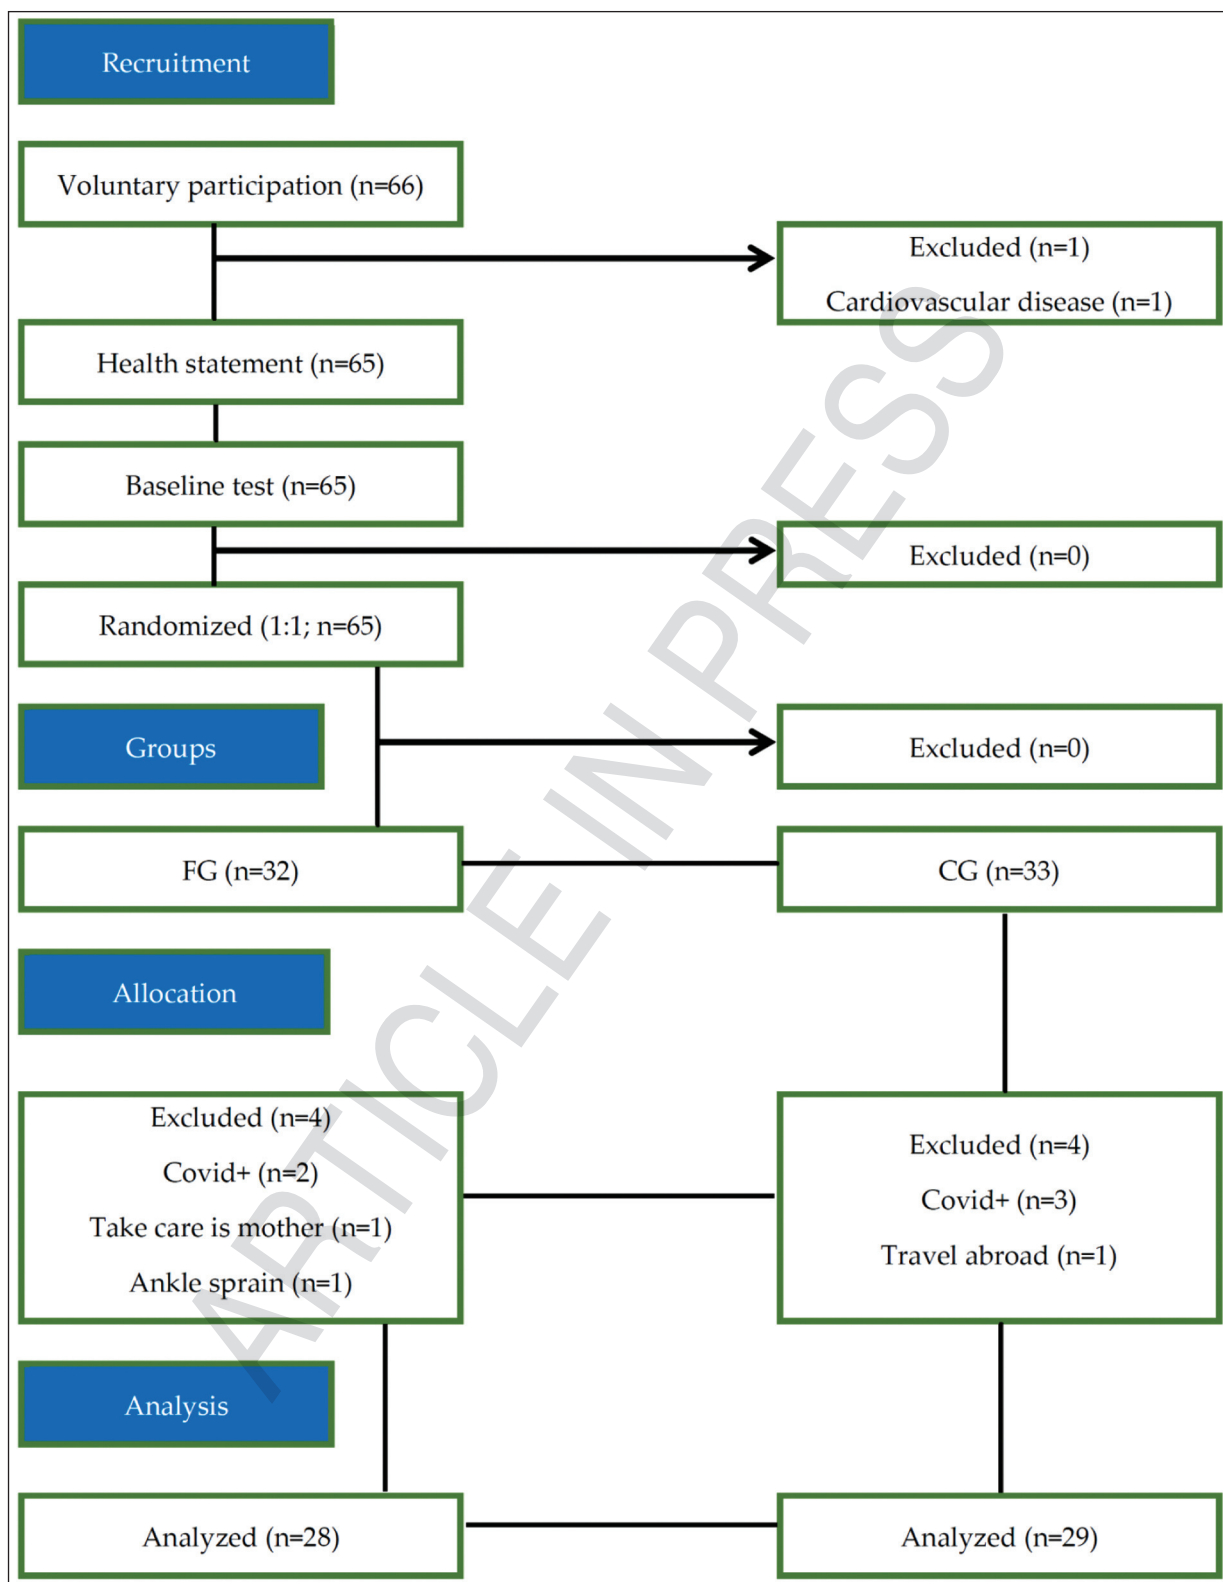 Recruitment
Voluntary participation (n=66)
Excluded (n=1)
Cardiovascular disease (n=1)
Health statement (n=65)
Baseline test (n=65)
Excluded (n=0)
Randomized (1:1; n=65)
Groups
Excluded (n=0)
FG (n=32)
CG (n=33)
Allocation
Excluded (n=4)
Covid+ (n=2)
Take care is mother (n=1)
Ankle sprain (n=1)
Excluded (n=4)
Covid+ (n=3)
Travel abroad (n=1)
Analysis
Analyzed (n=28)
Analyzed (n=29)
ARTICLE IN PRESS